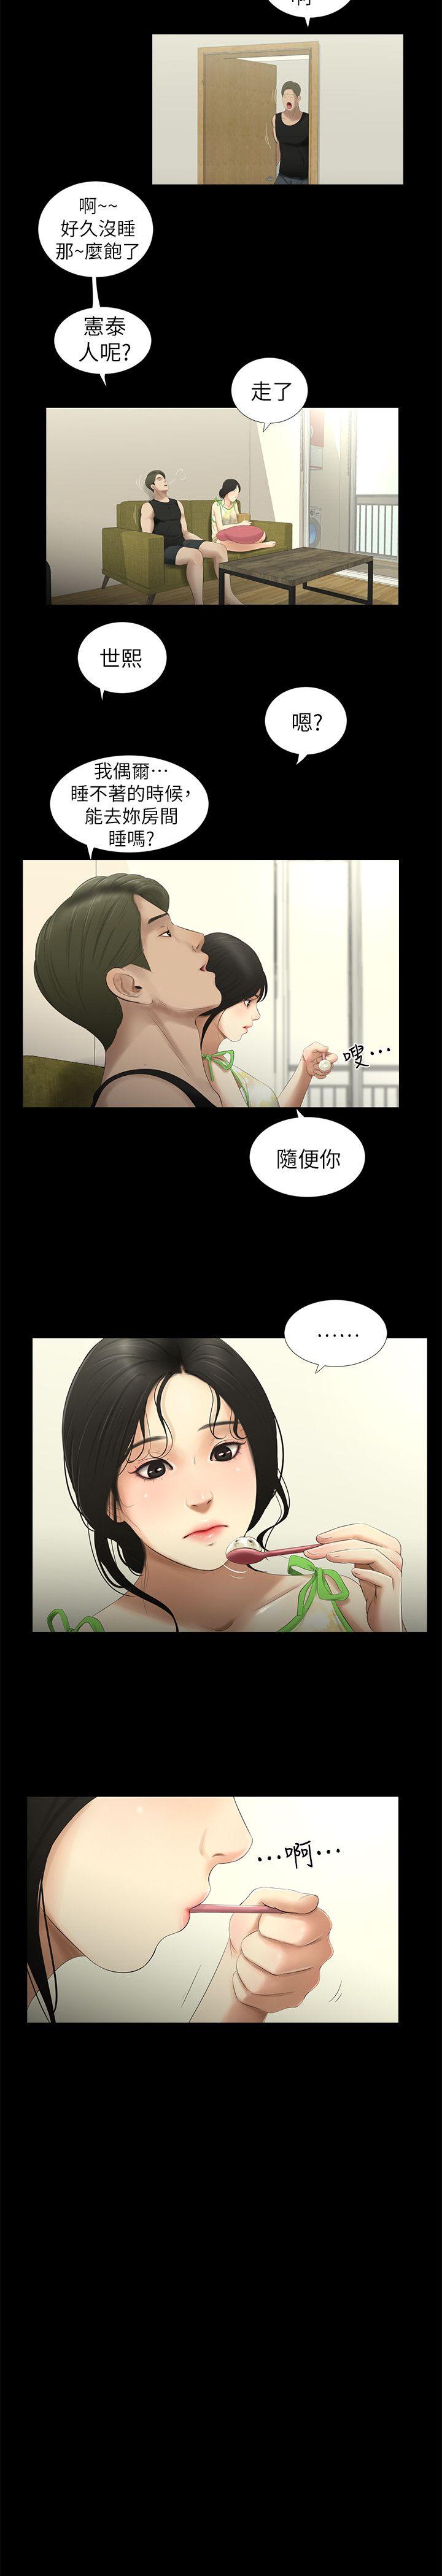 啊~
啊~~
好久沒睡
那~麼飽了
憲泰
人呢?
走了
世熙
嗯?
我偶爾…
睡不著的時候,
能去妳房間
睡嗎?
嗖…
隨便你
……
…啊…